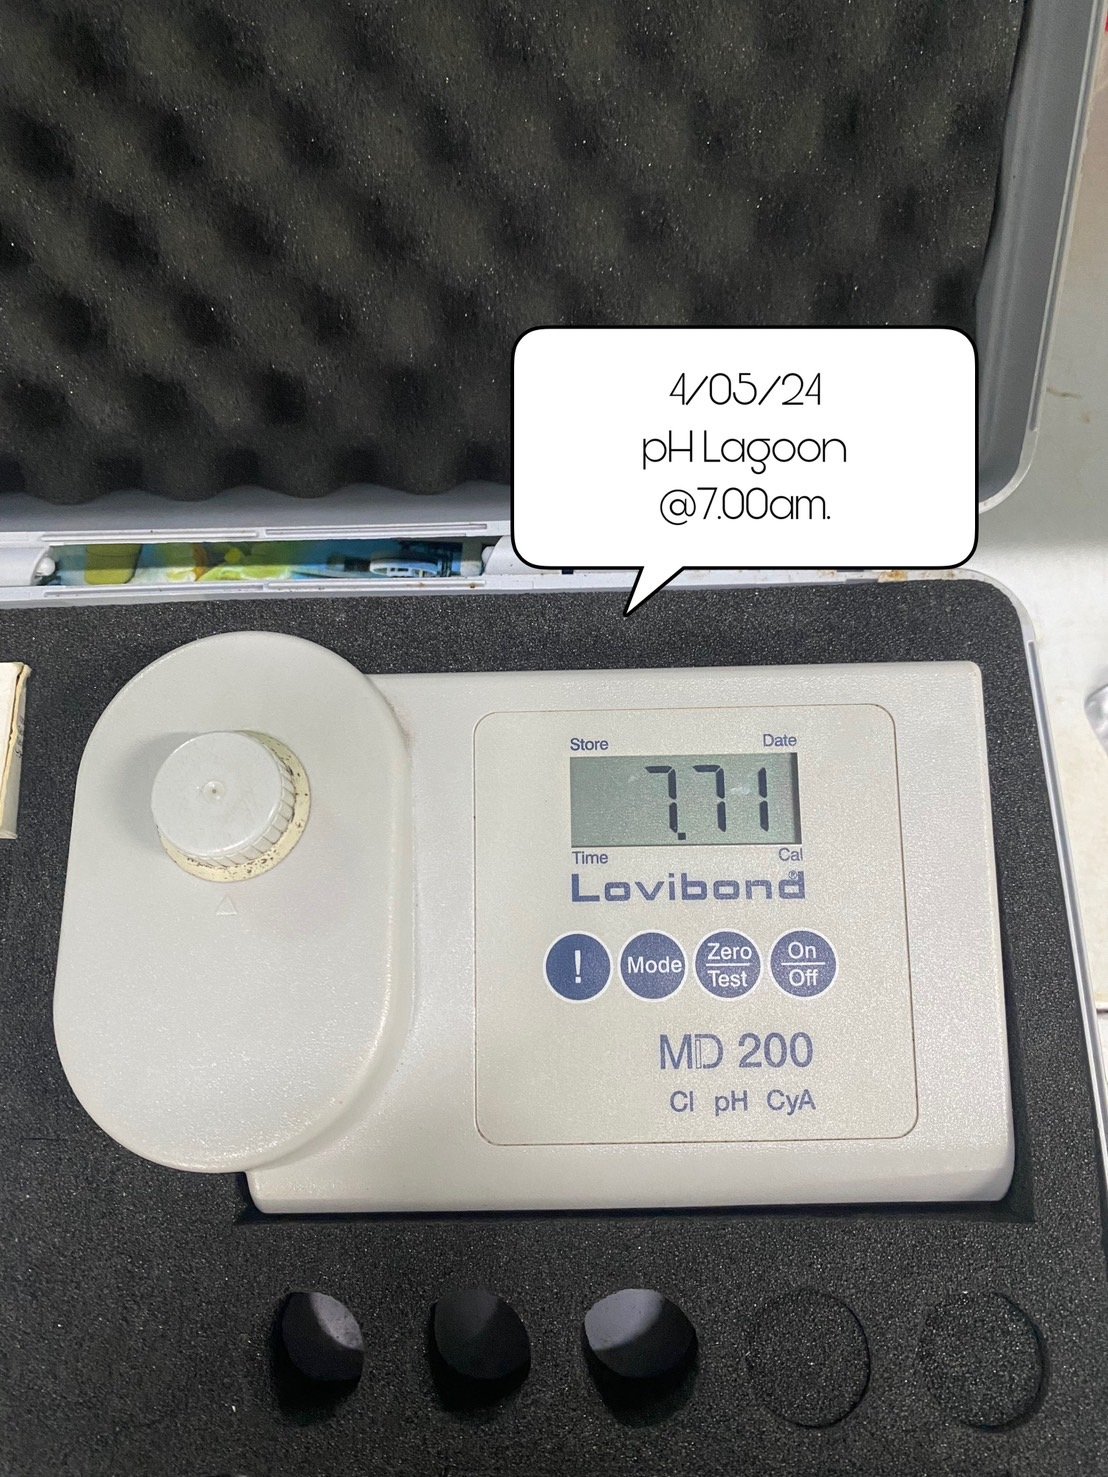 4/05/24
pH Lagoon
@7.00am.
Store Date
7.71
Time Cal
Lovibond®
! Mode Zero Test On Off
MD 200
Cl pH CyA